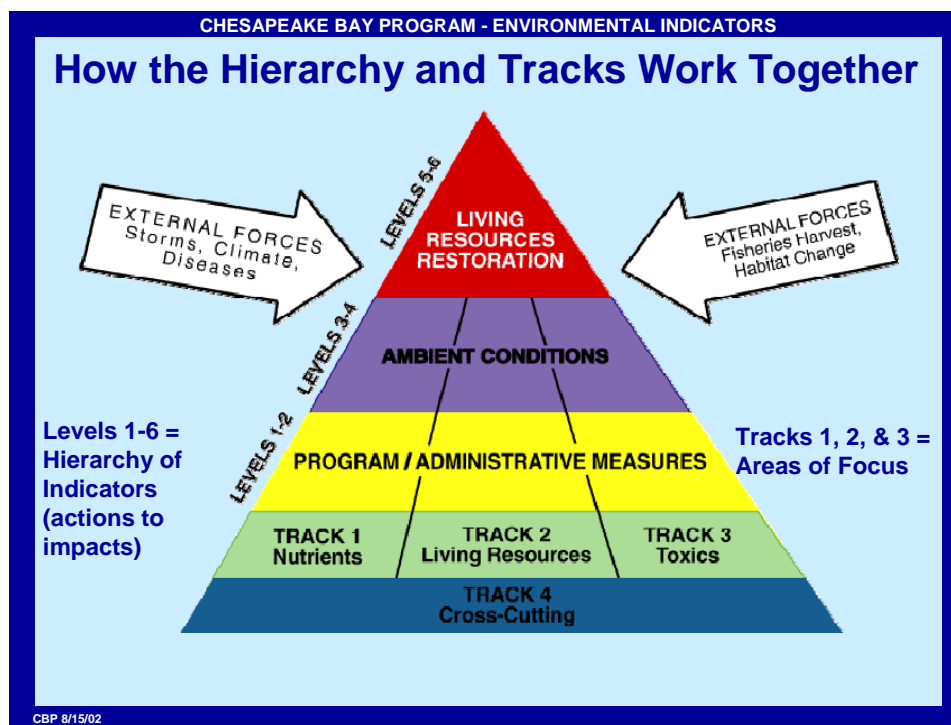 CHESAPEAKE BAY PROGRAM - ENVIRONMENTAL INDICATORS
How the Hierarchy and Tracks Work Together
EXTERNAL FORCES
Storms, Climate,
Diseases
LEVELS 5-6
LIVING
RESOURCES
RESTORATION
EXTERNAL FORCES
Fisheries Harvest,
Habitat Change
LEVELS 3-4
AMBIENT CONDITIONS
Levels 1-6 =
Hierarchy of
Indicators
(actions to
impacts)
LEVELS 1-2
PROGRAM / ADMINISTRATIVE MEASURES
Tracks 1, 2, & 3 =
Areas of Focus
TRACK 1
Nutrients
TRACK 2
Living Resources
TRACK 3
Toxics
TRACK 4
Cross-Cutting
CBP 8/15/02